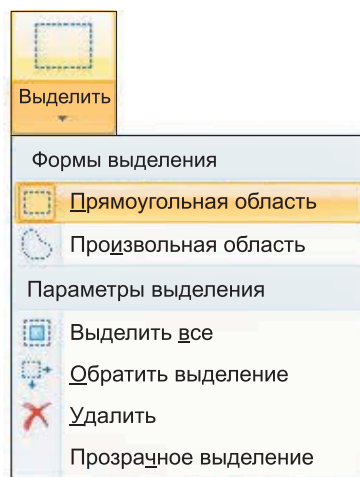 Выделить
Формы выделения
Прямоугольная область
Произвольная область
Параметры выделения
Выделить все
Обратить выделение
Удалить
Прозрачное выделение